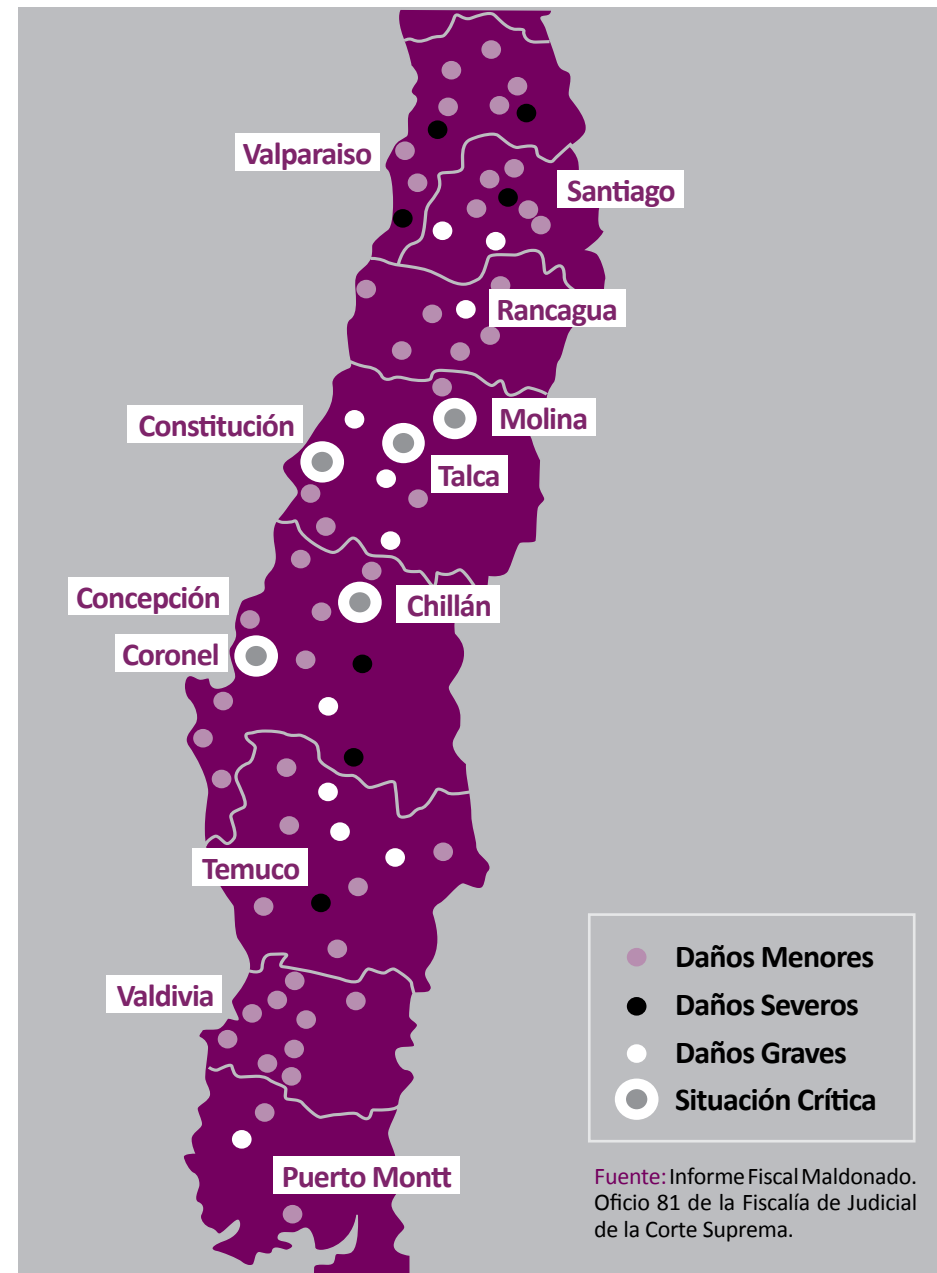 Valparaiso
Santiago
Rancagua
Constitución
Molina
Talca
Concepción
Chillán
Coronel
Temuco
Valdivia
Puerto Montt
Daños Menores
Daños Severos
Daños Graves
Situación Crítica
Fuente: Informe Fiscal Maldonado.
Oficio 81 de la Fiscalía de Judicial
de la Corte Suprema.